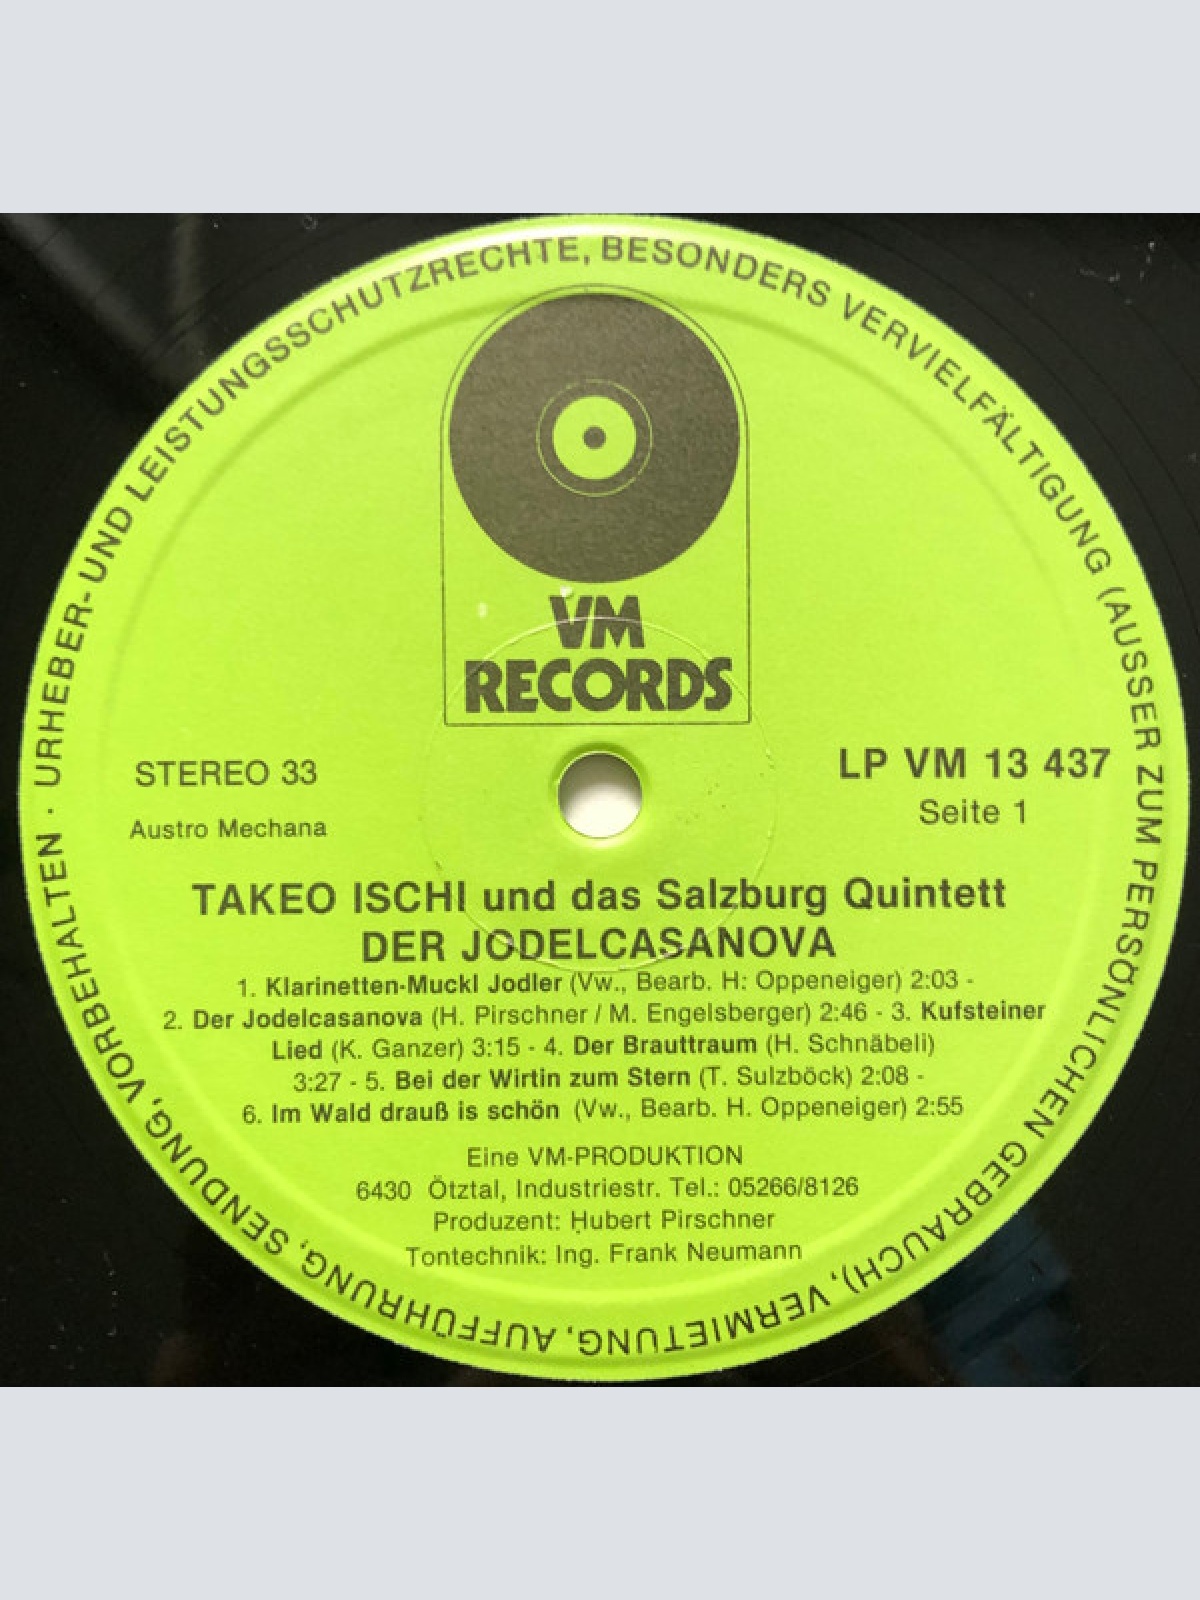 · URHEBER- UND LEISTUNGSSCHUTZRECHTE, BESONDERS VERVIELFÄLTIGUNG (AUSSER ZUM PERSÖNLICHEN GEBRAUCH), VERMIETUNG, AUFFÜHRUNG, SENDUNG, VORBEHALTEN
VM
RECORDS
STEREO 33
Austro Mechana
LP VM 13 437
Seite 1
TAKEO ISCHI und das Salzburg Quintett
DER JODELCASANOVA
1. Klarinetten-Muckl Jodler (Vw., Bearb. H: Oppeneiger) 2:03 -
2. Der Jodelcasanova (H. Pirschner / M. Engelsberger) 2:46 - 3. Kufsteiner
Lied (K. Ganzer) 3:15 - 4. Der Brauttraum (H. Schnäbeli)
3:27 - 5. Bei der Wirtin zum Stern (T. Sulzböck) 2:08 -
6. Im Wald drauß is schön (Vw., Bearb. H. Oppeneiger) 2:55
Eine VM-PRODUKTION
6430 Ötztal, Industriestr. Tel.: 05266/8126
Produzent: Hubert Pirschner
Tontechnik: Ing. Frank Neumann